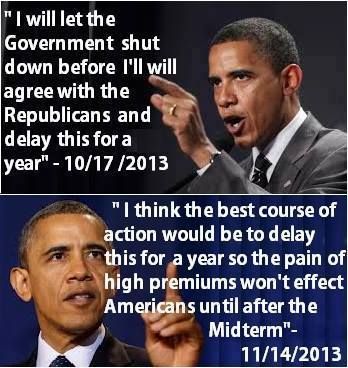 " I will let the
Government shut
down before I'll will
agree with the
Republicans and
delay this for a
year" - 10/17 /2013
" I think the best course of
action would be to delay
this for a year so the pain of
high premiums won't effect
Americans until after the
Midterm"-
11/14/2013